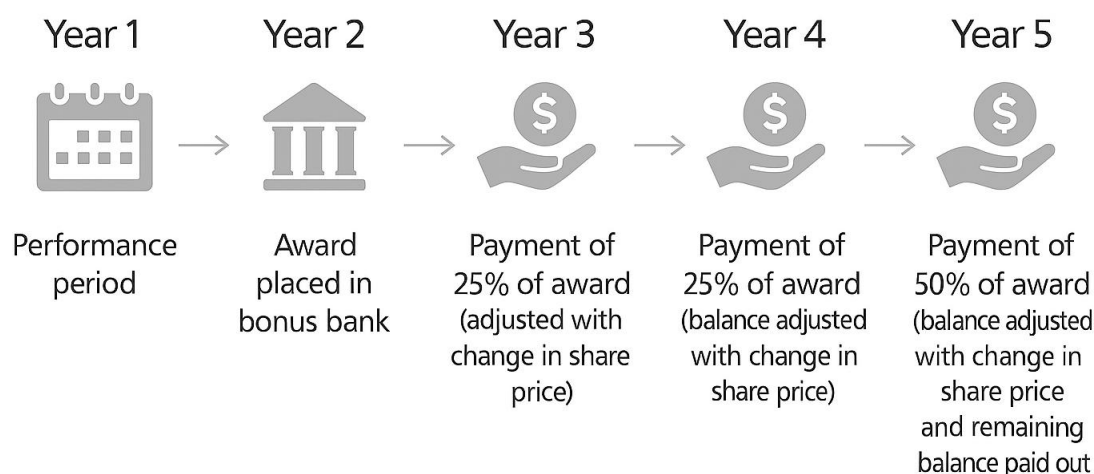 Year 1
Year 2
Year 3
Year 4
Year 5
$
$
$
Performance
period
Award
placed in
bonus bank
Payment of
25% of award
(adjusted with
change in share
price)
Payment of
25% of award
(balance adjusted
with change in
share price)
Payment of
50% of award
(balance adjusted
with change in
share price
and remaining
balance paid out